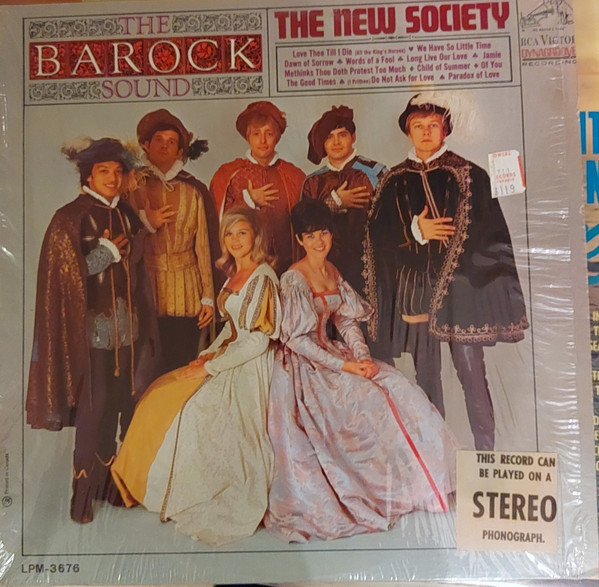 THE
BAROCK
SOUND
THE NEW SOCIETY
Love Thee Till I Die (All the King's Horses) ♥ We Have So Little Time
Dawn of Sorrow ♣ Words of a Fool ♣ Long Live Our Love ♣ Jamie
Methinks Thou Doth Protest Too Much ♦ Child of Summer ♦ Of You
The Good Times ♠ (I Prithee) Do Not Ask for Love ♠ Paradox of Love
RCA VICTOR
DYNAGROOVE
RECORDING
THIS RECORD CAN
BE PLAYED ON A
STEREO
PHONOGRAPH.
Printed in Canada
LPM-3676